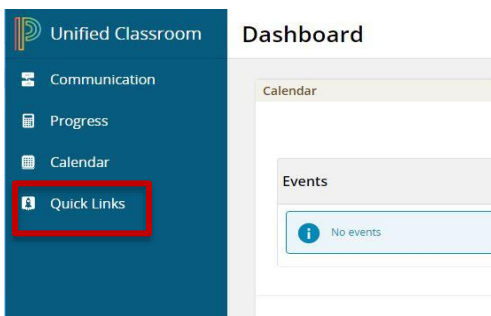 Unified Classroom
Dashboard
Communication
Progress
Calendar
Quick Links
Calendar
Events
No events